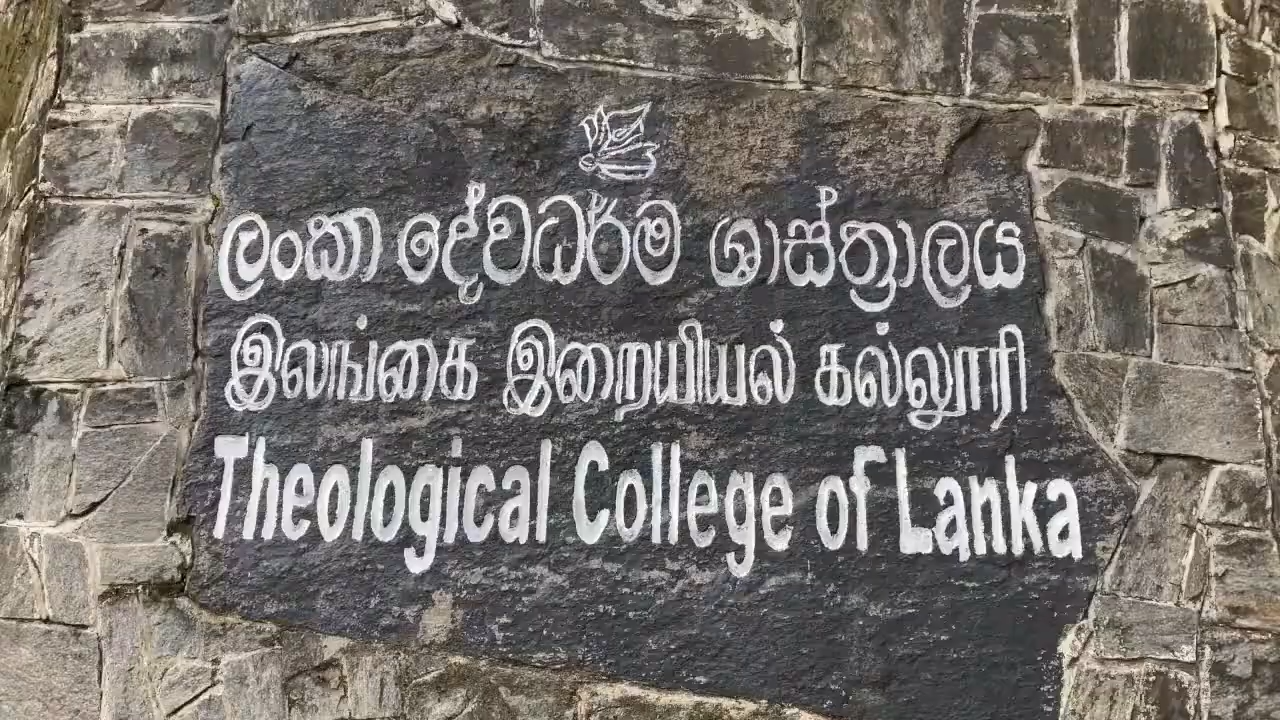 ලංකා දේවධර්ම ශාස්ත්‍රාලය
இலங்கை இறையியல் கல்லூரி
Theological College of Lanka